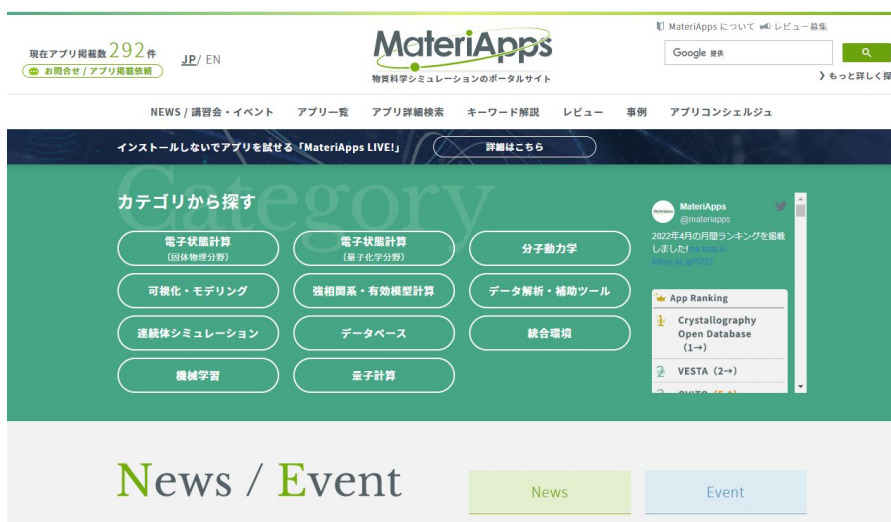 MateriApps について レビュー募集
現在アプリ掲載数 292 件
お問合せ / アプリ掲載依頼
JP / EN
MateriApps
物質科学シミュレーションのポータルサイト
Google 提供
もっと詳しく探
NEWS / 講習会・イベント アプリ一覧 アプリ詳細検索 キーワード解説 レビュー 事例 アプリコンシェルジュ
インストールしないでアプリを試せる「MateriApps LIVE!」 詳細はこちら
Category
カテゴリから探す
電子状態計算
(固体物理分野)
電子状態計算
(量子化学分野)
分子動力学
可視化・モデリング
強相関系・有効模型計算
データ解析・補助ツール
連続体シミュレーション
データベース
統合環境
機械学習
量子計算
MateriApps
@materiapps
2022年4月の月間ランキングを掲載
しました!ma.issp.u-
tokyo.ac.jp/5727
App Ranking
1 Crystallography
Open Database
(1→)
2 VESTA (2→)
News / Event
News
Event